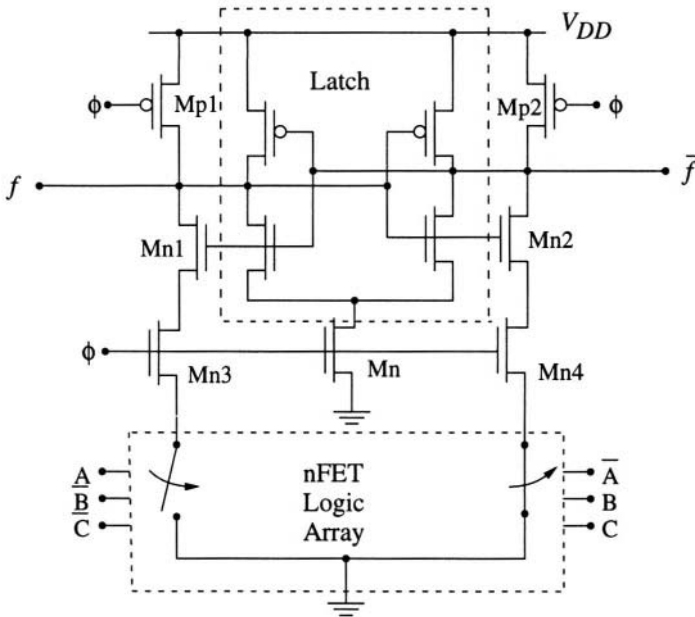 V_DD
Latch
ϕ Mp1 Mp2 ϕ
f f̅
Mn1 Mn2
ϕ Mn3 Mn Mn4
nFET
Logic
Array
A
B̅
C̅
A̅
B
C